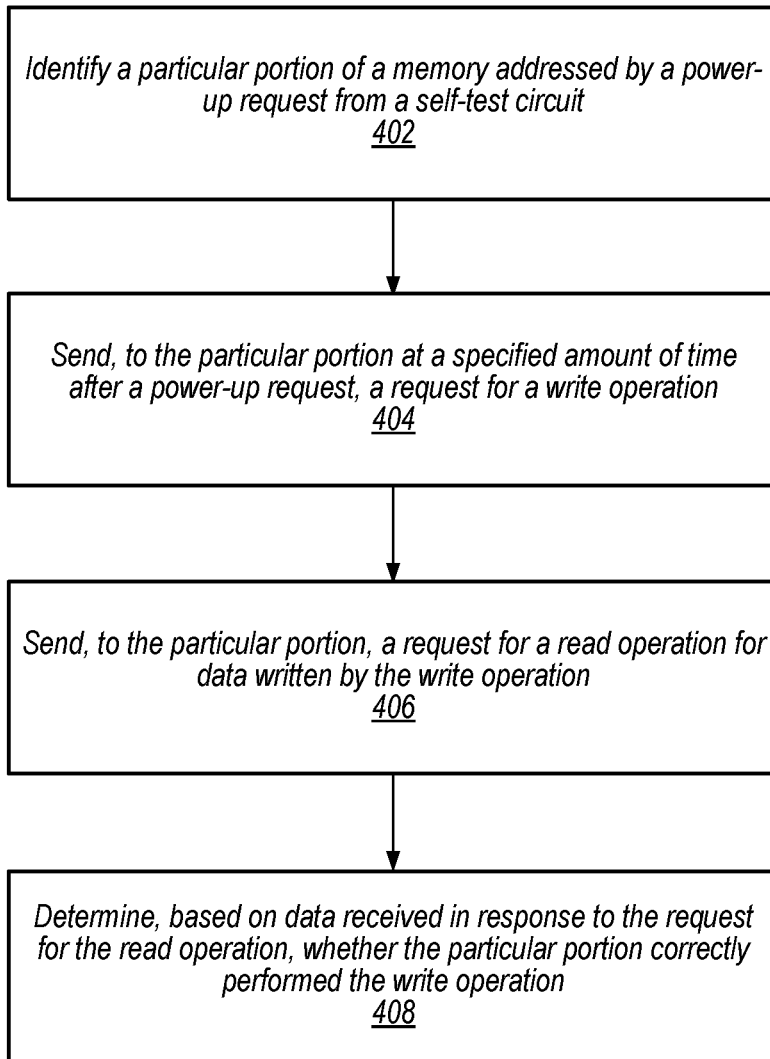 Identify a particular portion of a memory addressed by a power-
up request from a self-test circuit
402
Send, to the particular portion at a specified amount of time
after a power-up request, a request for a write operation
404
Send, to the particular portion, a request for a read operation for
data written by the write operation
406
Determine, based on data received in response to the request
for the read operation, whether the particular portion correctly
performed the write operation
408